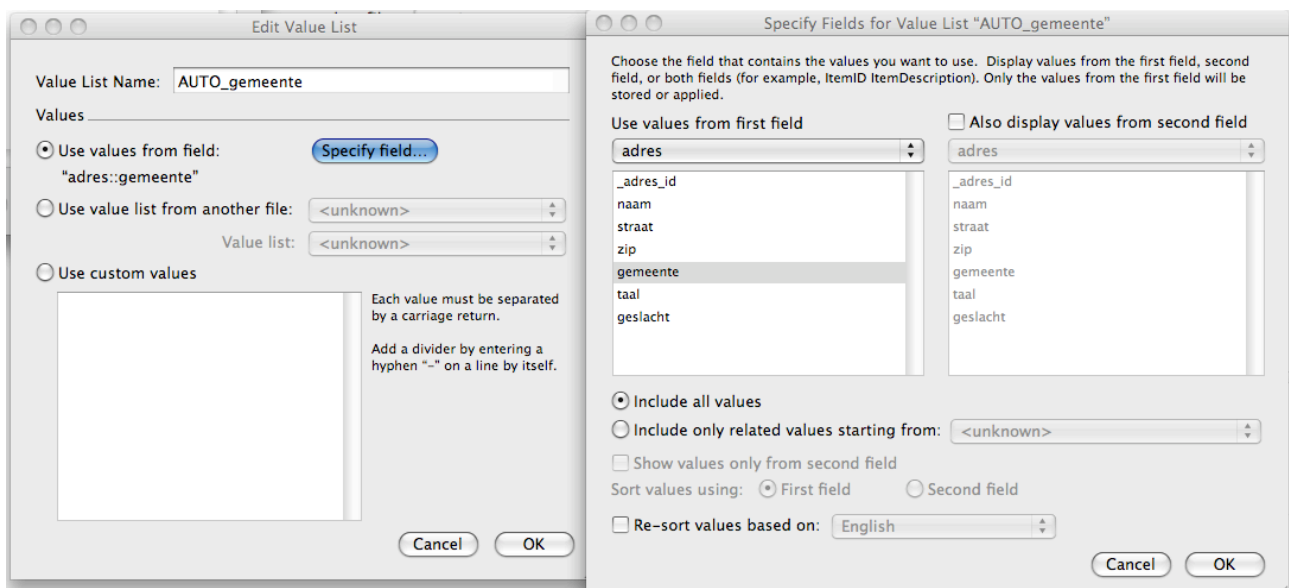 Edit Value List
Value List Name: AUTO_gemeente
Values
Use values from field: Specify field...
"adres::gemeente"
Use value list from another file: <unknown>
Value list: <unknown>
Use custom values
Each value must be separated
by a carriage return.
Add a divider by entering a
hyphen "-" on a line by itself.
Cancel OK
Specify Fields for Value List "AUTO_gemeente"
Choose the field that contains the values you want to use. Display values from the first field, second
field, or both fields (for example, ItemID ItemDescription). Only the values from the first field will be
stored or applied.
Use values from first field
adres
_adres_id
naam
straat
zip
gemeente
taal
geslacht
Also display values from second field
adres
_adres_id
naam
straat
zip
gemeente
taal
geslacht
Include all values
Include only related values starting from: <unknown>
Show values only from second field
Sort values using: First field Second field
Re-sort values based on: English
Cancel OK